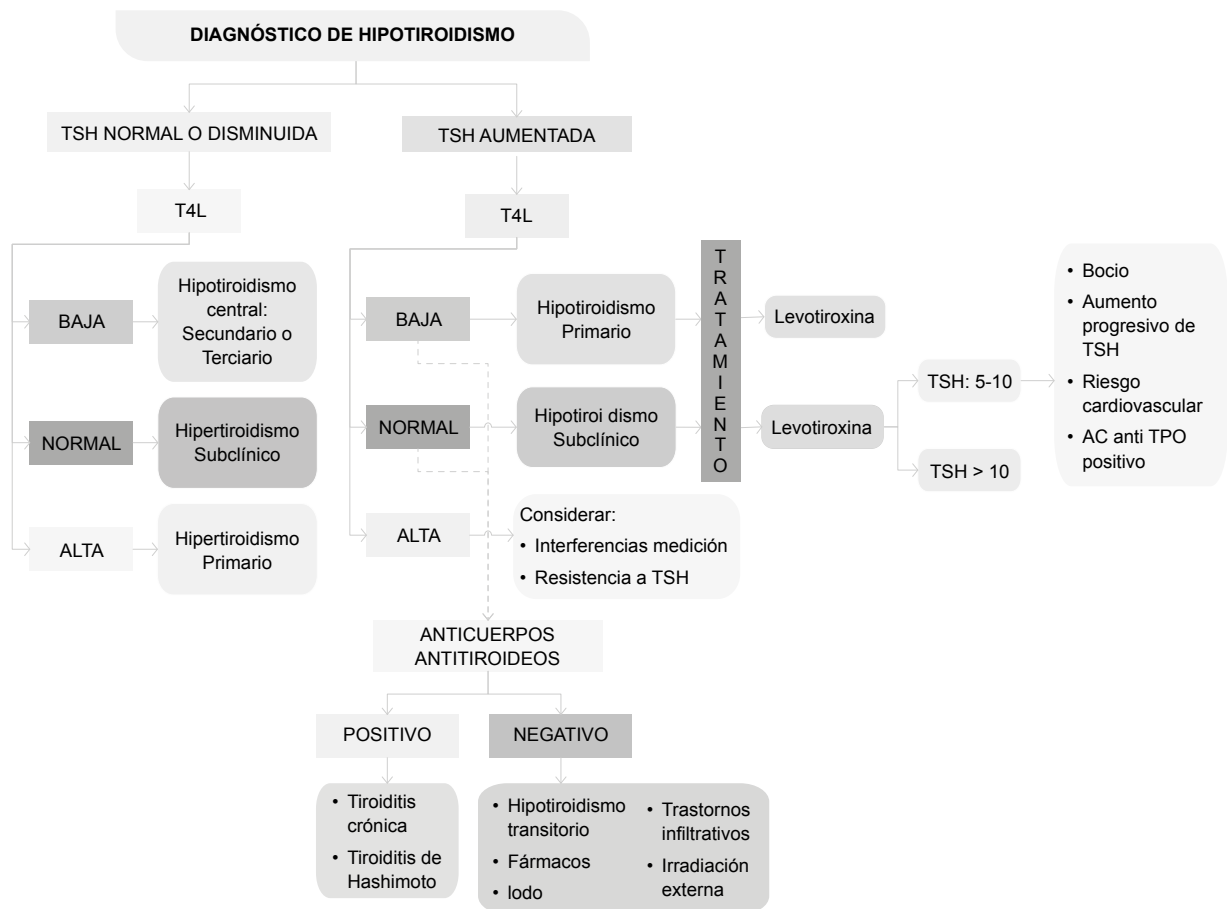 DIAGNÓSTICO DE HIPOTIROIDISMO
TSH NORMAL O DISMINUIDA
TSH AUMENTADA
T4L
T4L
BAJA
Hipotiroidismo
central:
Secundario o
Terciario
NORMAL
Hipertiroidismo
Subclínico
ALTA
Hipertiroidismo
Primario
BAJA
Hipotiroidismo
Primario
NORMAL
Hipotiroi dismo
Subclínico
ALTA
Considerar:
• Interferencias medición
• Resistencia a TSH
TRATAMIENTO
Levotiroxina
Levotiroxina
TSH: 5-10
TSH > 10
• Bocio
• Aumento
progresivo de
TSH
• Riesgo
cardiovascular
• AC anti TPO
positivo
ANTICUERPOS
ANTITIROIDEOS
POSITIVO
NEGATIVO
• Tiroiditis
crónica
• Tiroiditis de
Hashimoto
• Hipotiroidismo
transitorio
• Fármacos
• Iodo
• Trastornos
infiltrativos
• Irradiación
externa